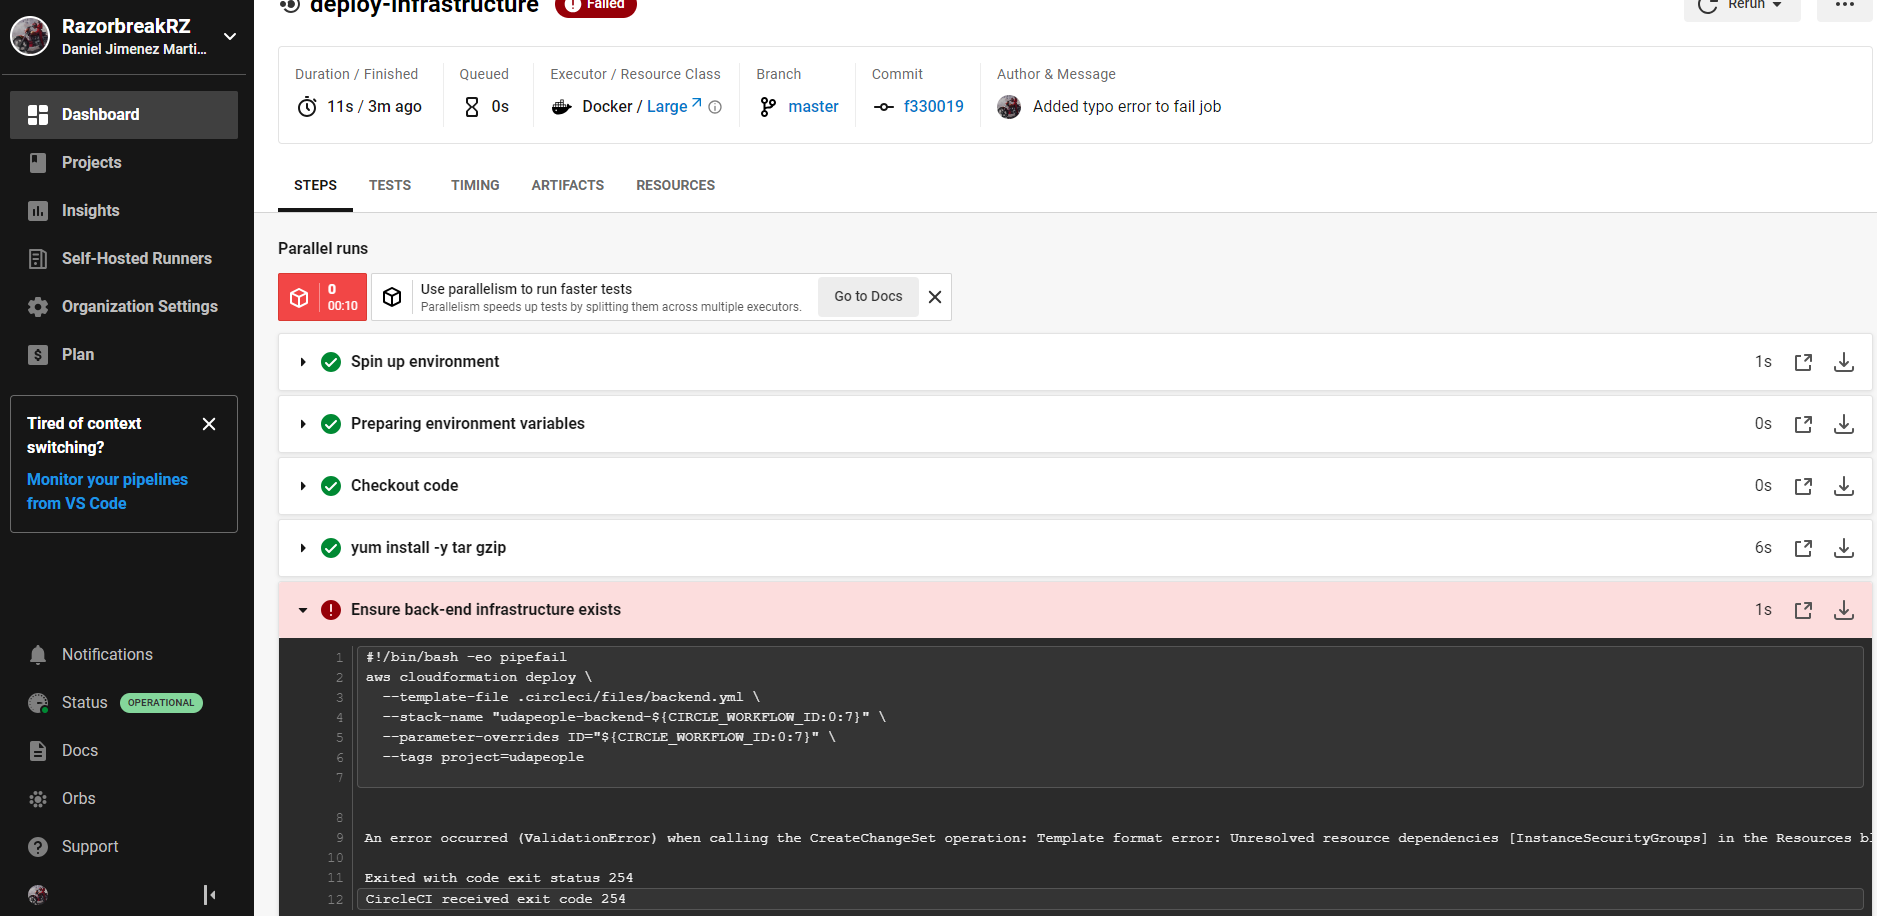 RazorbreakRZ
Daniel Jimenez Marti...
Dashboard
Projects
Insights
Self-Hosted Runners
Organization Settings
$ Plan
Tired of context
switching?
Monitor your pipelines
from VS Code
Notifications
Status OPERATIONAL
Docs
Orbs
? Support
deploy-infrastructure
! Failed
Rerun
...
Duration / Finished
11s / 3m ago
Queued
0s
Executor / Resource Class
Docker / Large
Branch
master
Commit
f330019
Author & Message
Added typo error to fail job
STEPS
TESTS
TIMING
ARTIFACTS
RESOURCES
Parallel runs
0
00:10
Use parallelism to run faster tests
Parallelism speeds up tests by splitting them across multiple executors.
Go to Docs
Spin up environment 1s
Preparing environment variables 0s
Checkout code 0s
yum install -y tar gzip 6s
! Ensure back-end infrastructure exists 1s
1 #!/bin/bash -eo pipefail
2 aws cloudformation deploy \
3 --template-file .circleci/files/backend.yml \
4 --stack-name "udapeople-backend-${CIRCLE_WORKFLOW_ID:0:7}" \
5 --parameter-overrides ID="${CIRCLE_WORKFLOW_ID:0:7}" \
6 --tags project=udapeople
7
8
9 An error occurred (ValidationError) when calling the CreateChangeSet operation: Template format error: Unresolved resource dependencies [InstanceSecurityGroups] in the Resources bl
10
11 Exited with code exit status 254
12 CircleCI received exit code 254